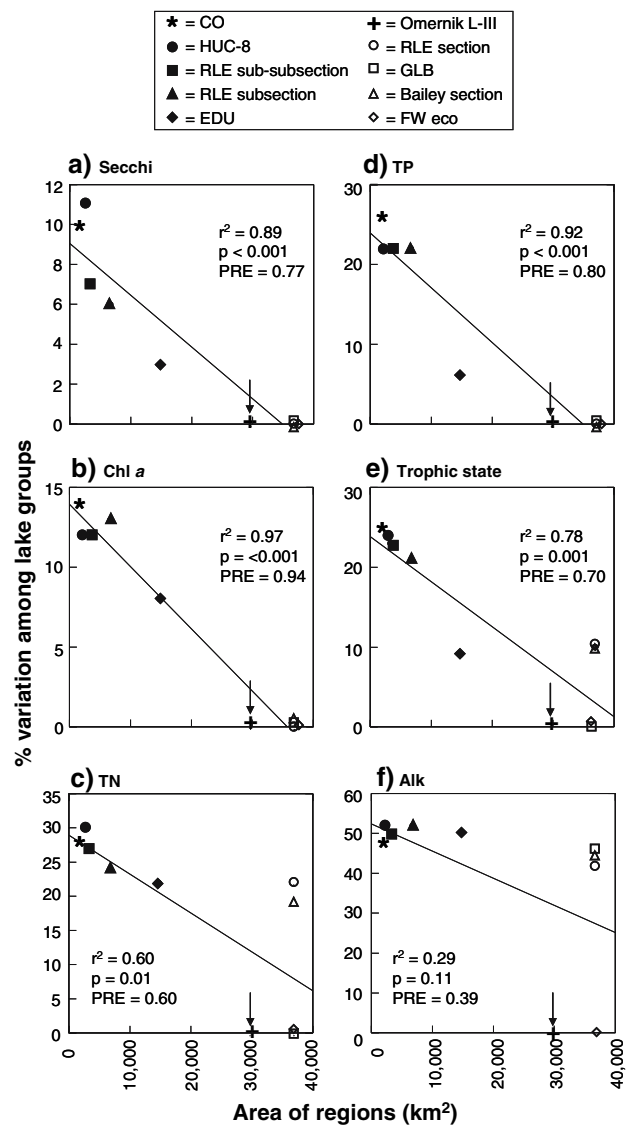 * = CO
● = HUC-8
■ = RLE sub-subsection
▲ = RLE subsection
◆ = EDU
+ = Omernik L-III
○ = RLE section
□ = GLB
△ = Bailey section
◇ = FW eco
a) Secchi
12
10
8
6
4
2
0
r² = 0.89
p < 0.001
PRE = 0.77
d) TP
30
20
10
0
r² = 0.92
p < 0.001
PRE = 0.80
b) Chl a
15
10
5
0
r² = 0.97
p = <0.001
PRE = 0.94
e) Trophic state
30
20
10
0
r² = 0.78
p = 0.001
PRE = 0.70
c) TN
35
30
25
20
15
10
5
0
r² = 0.60
p = 0.01
PRE = 0.60
0
10,000
20,000
30,000
40,000
f) Alk
60
50
40
30
20
10
0
r² = 0.29
p = 0.11
PRE = 0.39
0
10,000
20,000
30,000
40,000
% variation among lake groups
Area of regions (km²)